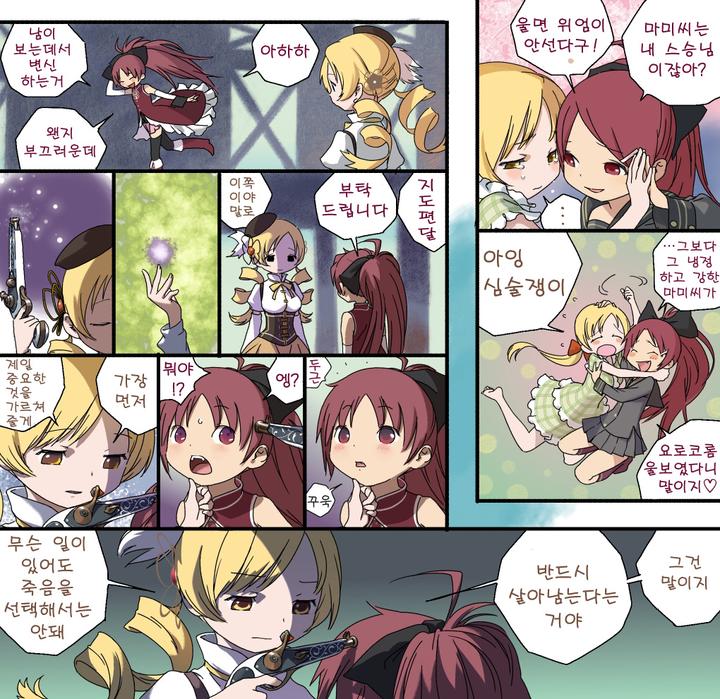 울면 위엄이
안선다구!
마미씨는
내 스승님
이잖아?
...
…그보다
그 냉정
하고 강한
마미씨가
아잉
심술쟁이
요로코롬
울보였다니
말이지♡
남이
보는데서
변신
하는거
왠지
부끄러운데
아하하
지도편달
부탁
드립니다
이쪽
이야
말로
가장
먼저
제일
중요한
것을
가르쳐
줄게
엥?
뭐야
!?
두근
꾸욱
그건
말이지
반드시
살아남는다는
거야
무슨 일이
있어도
죽음을
선택해서는
안돼